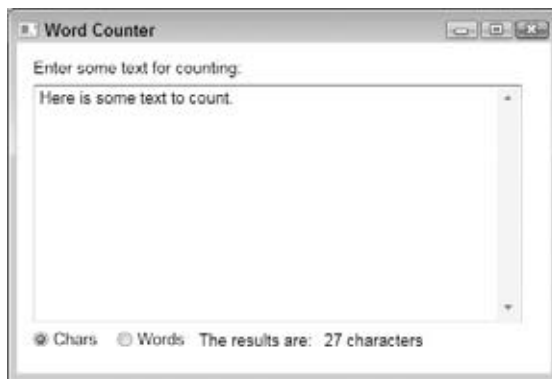 Word Counter
Enter some text for counting:
Here is some text to count.
Chars Words The results are: 27 characters